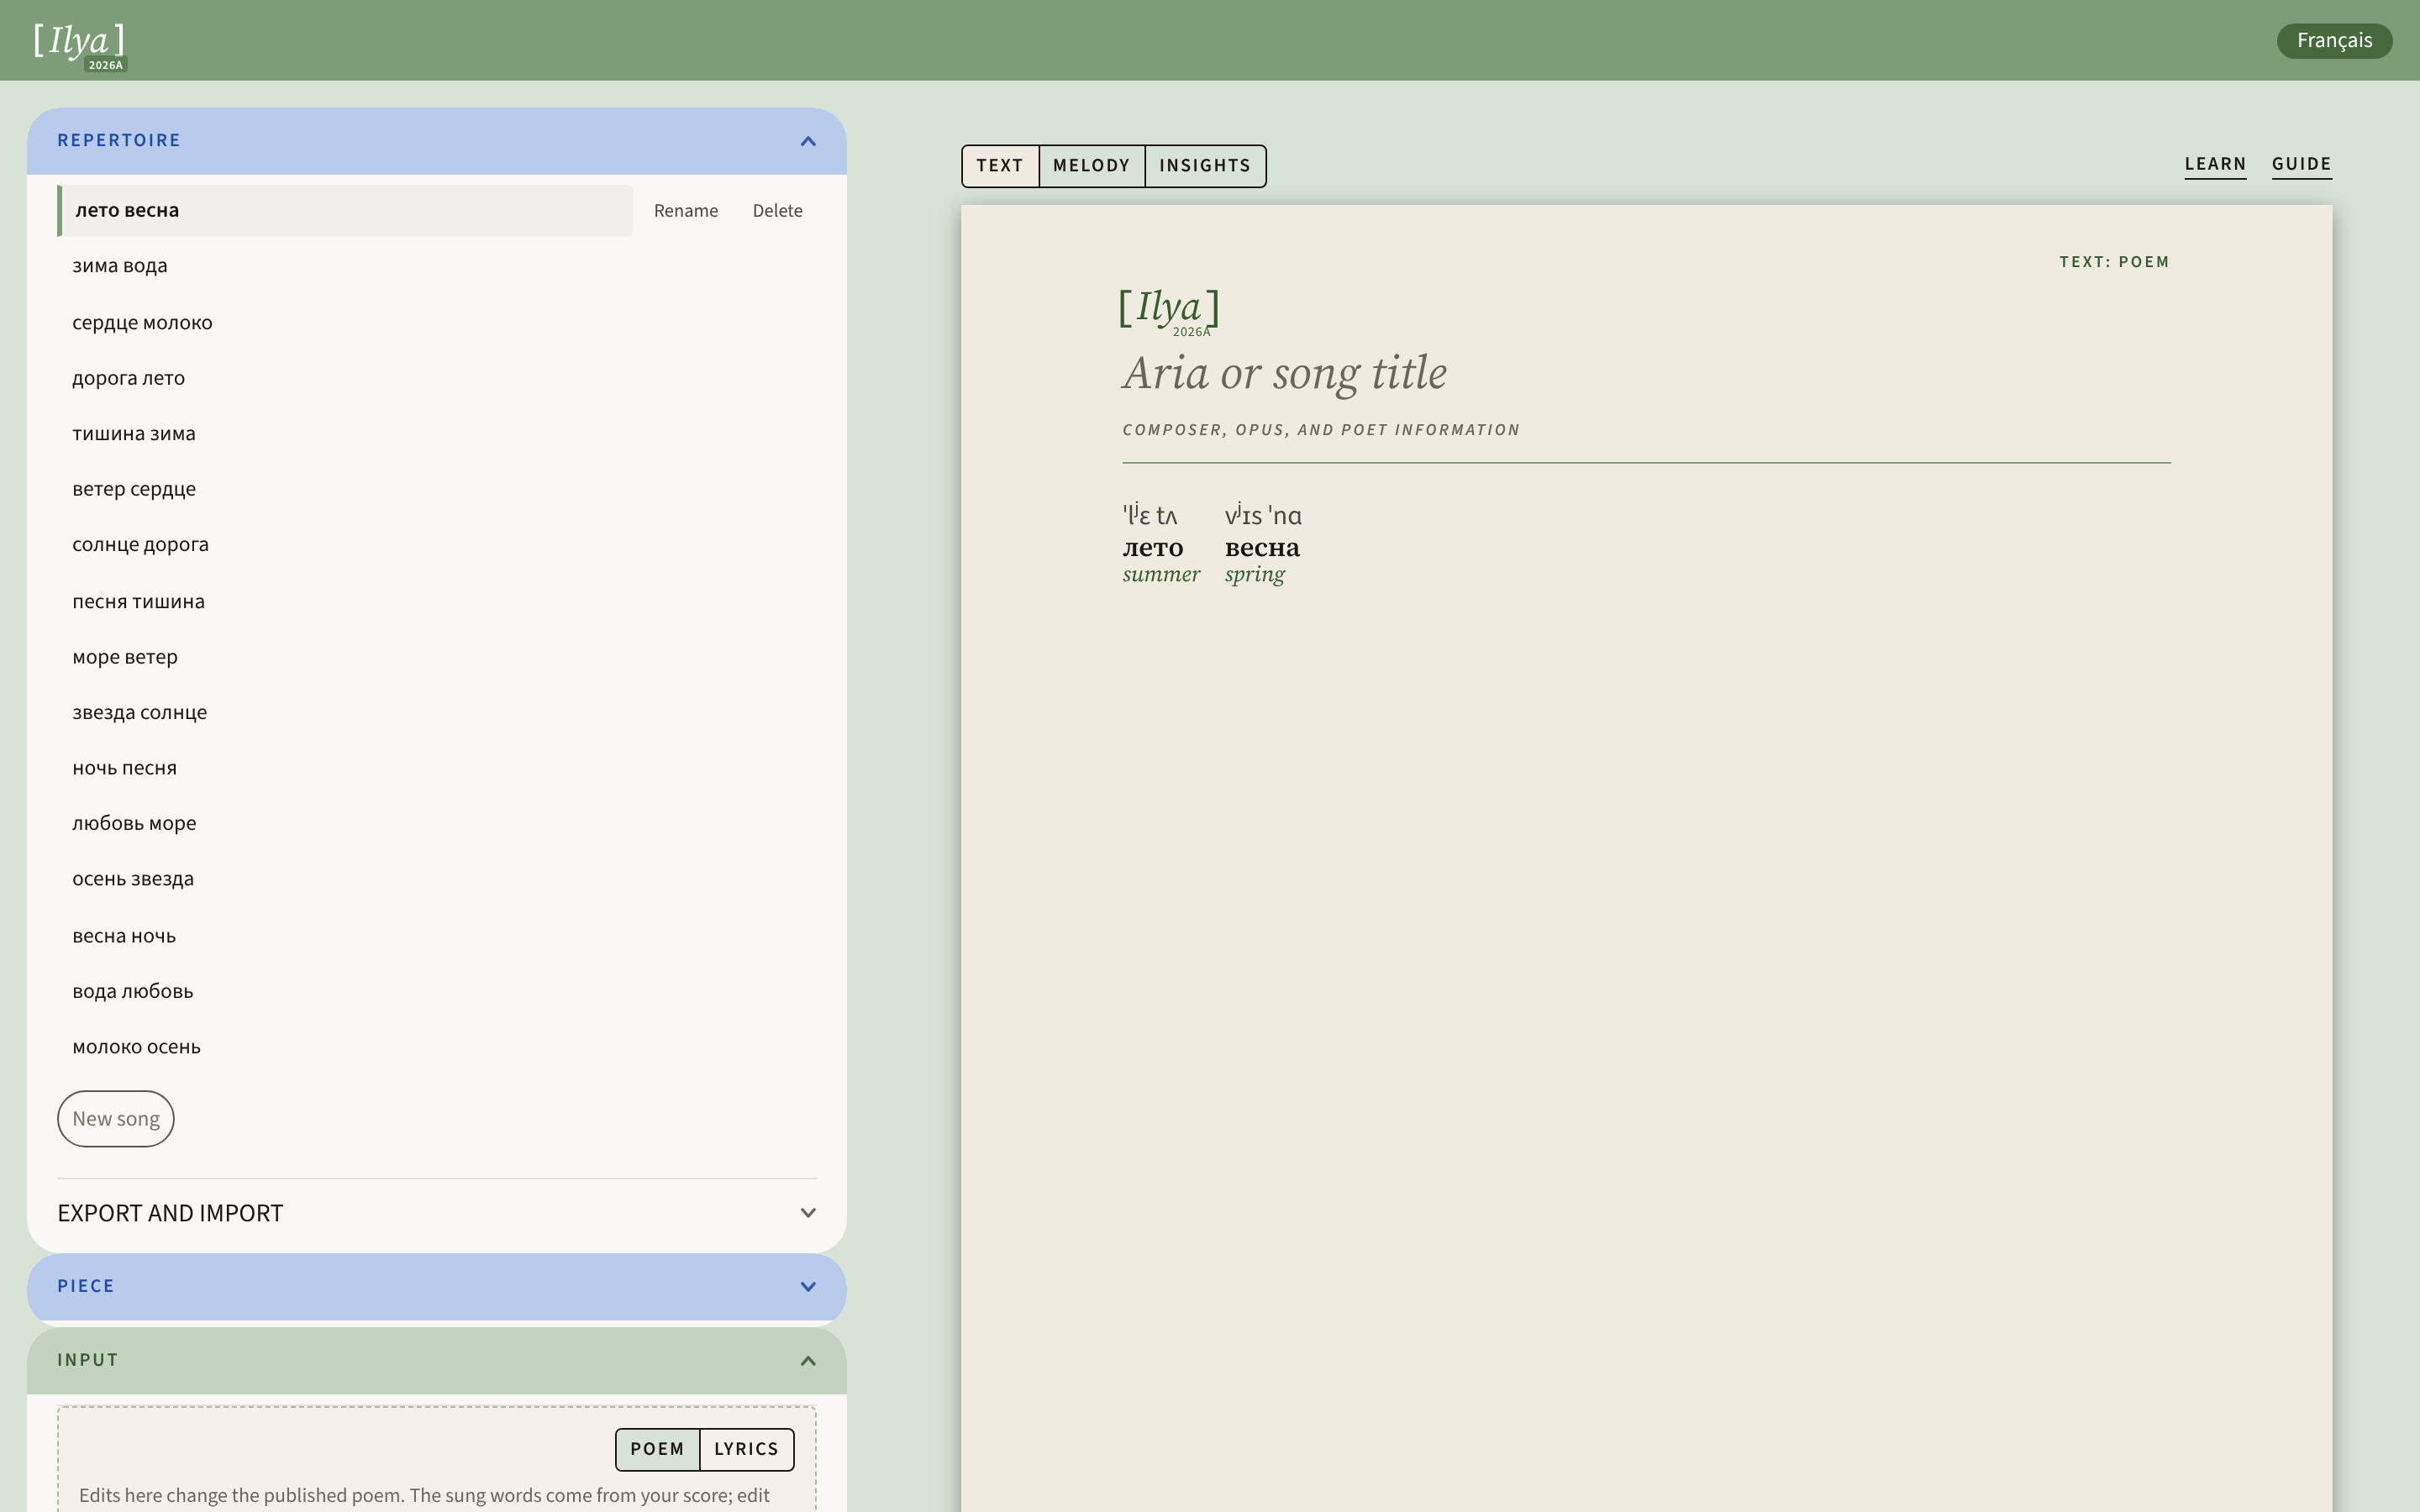 [Ilya]
2026A
Français
REPERTOIRE
лето весна Rename Delete
зима вода
сердце молоко
дорога лето
тишина зима
ветер сердце
солнце дорога
песня тишина
море ветер
звезда солнце
ночь песня
любовь море
осень звезда
весна ночь
вода любовь
молоко осень
New song
EXPORT AND IMPORT
PIECE
INPUT
POEM LYRICS
Edits here change the published poem. The sung words come from your score; edit
TEXT MELODY INSIGHTS
LEARN GUIDE
TEXT: POEM
[Ilya]
2026A
Aria or song title
COMPOSER, OPUS, AND POET INFORMATION
ˈlʲɛ tʌ vʲɪs ˈnɑ
лето весна
summer spring